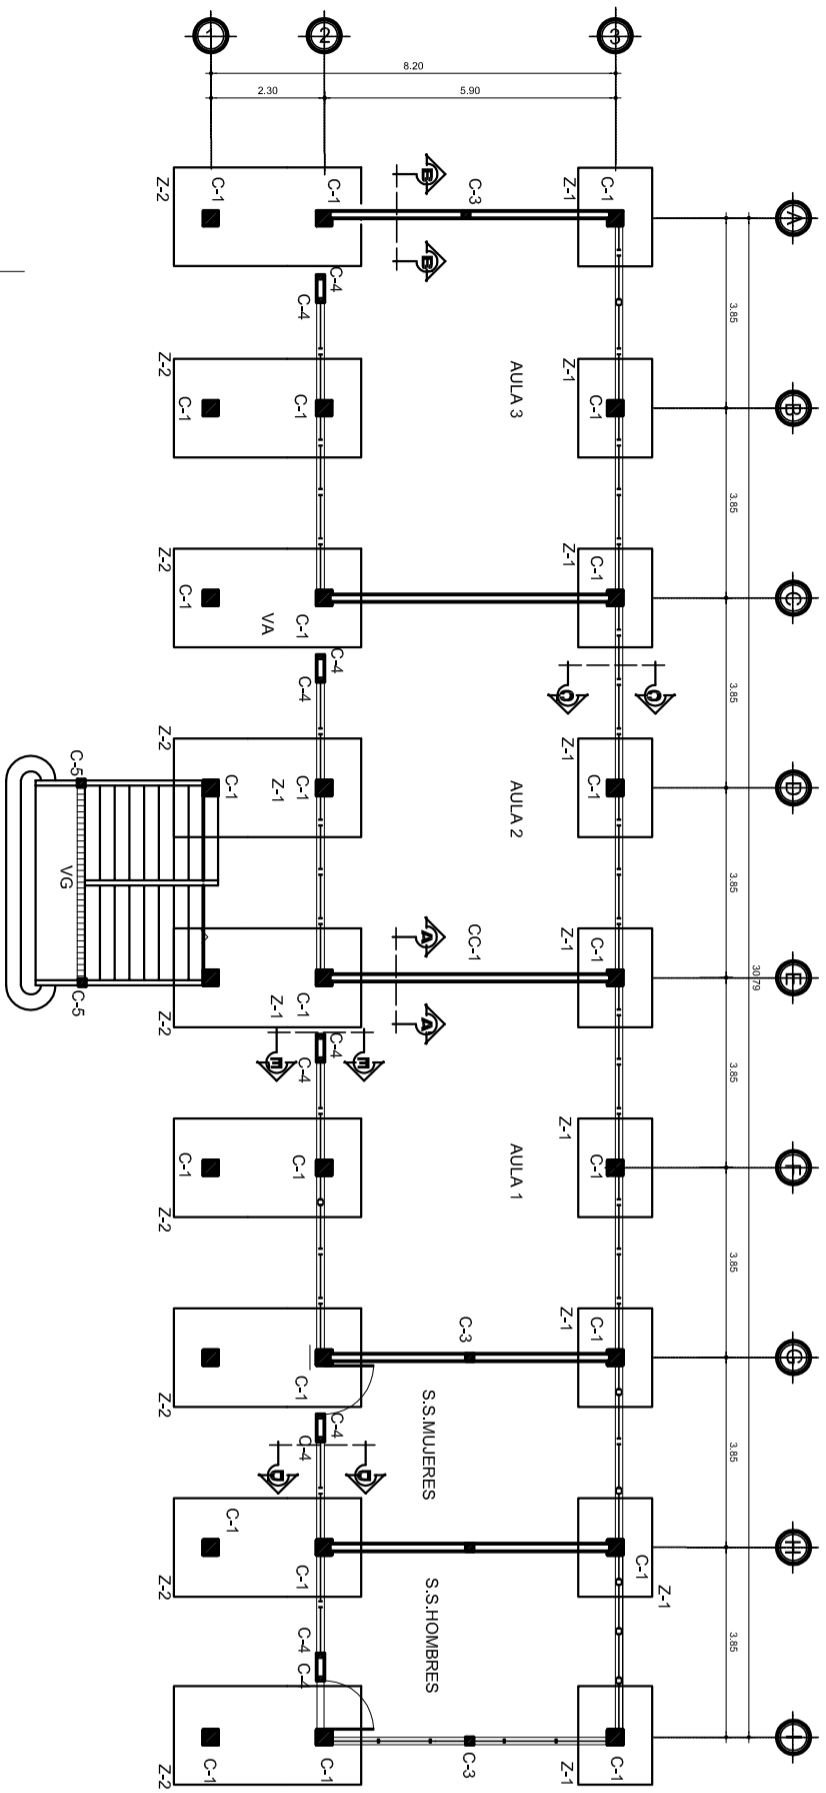 1
2
3
8.20
2.30
5.90
A
B
C
D
E
F
G
H
I
3.85
3.85
3.85
3.85
3.85
3.85
3.85
3.85
30.79
Z-2
C-1
C-1
B
B
C-3
Z-1
C-1
C-4
C-4
Z-2
C-1
C-1
AULA 3
Z-1
C-1
Z-2
C-1
VA
C-1
Z-1
C-1
C-4
C-4
C
C
Z-2
C-5
C-1
Z-1
C-1
AULA 2
Z-1
C-1
VG
C-5
Z-2
Z-1
C-1
A
A
CC-1
Z-1
C-1
C-4
C-4
E
E
Z-2
C-1
C-1
AULA 1
Z-1
C-1
Z-2
C-1
C-3
Z-1
C-1
C-4
C-4
D
D
S.S.MUJERES
Z-2
C-1
C-1
C-1
Z-1
C-4
C-4
S.S.HOMBRES
Z-2
C-1
C-1
C-3
Z-1
C-1